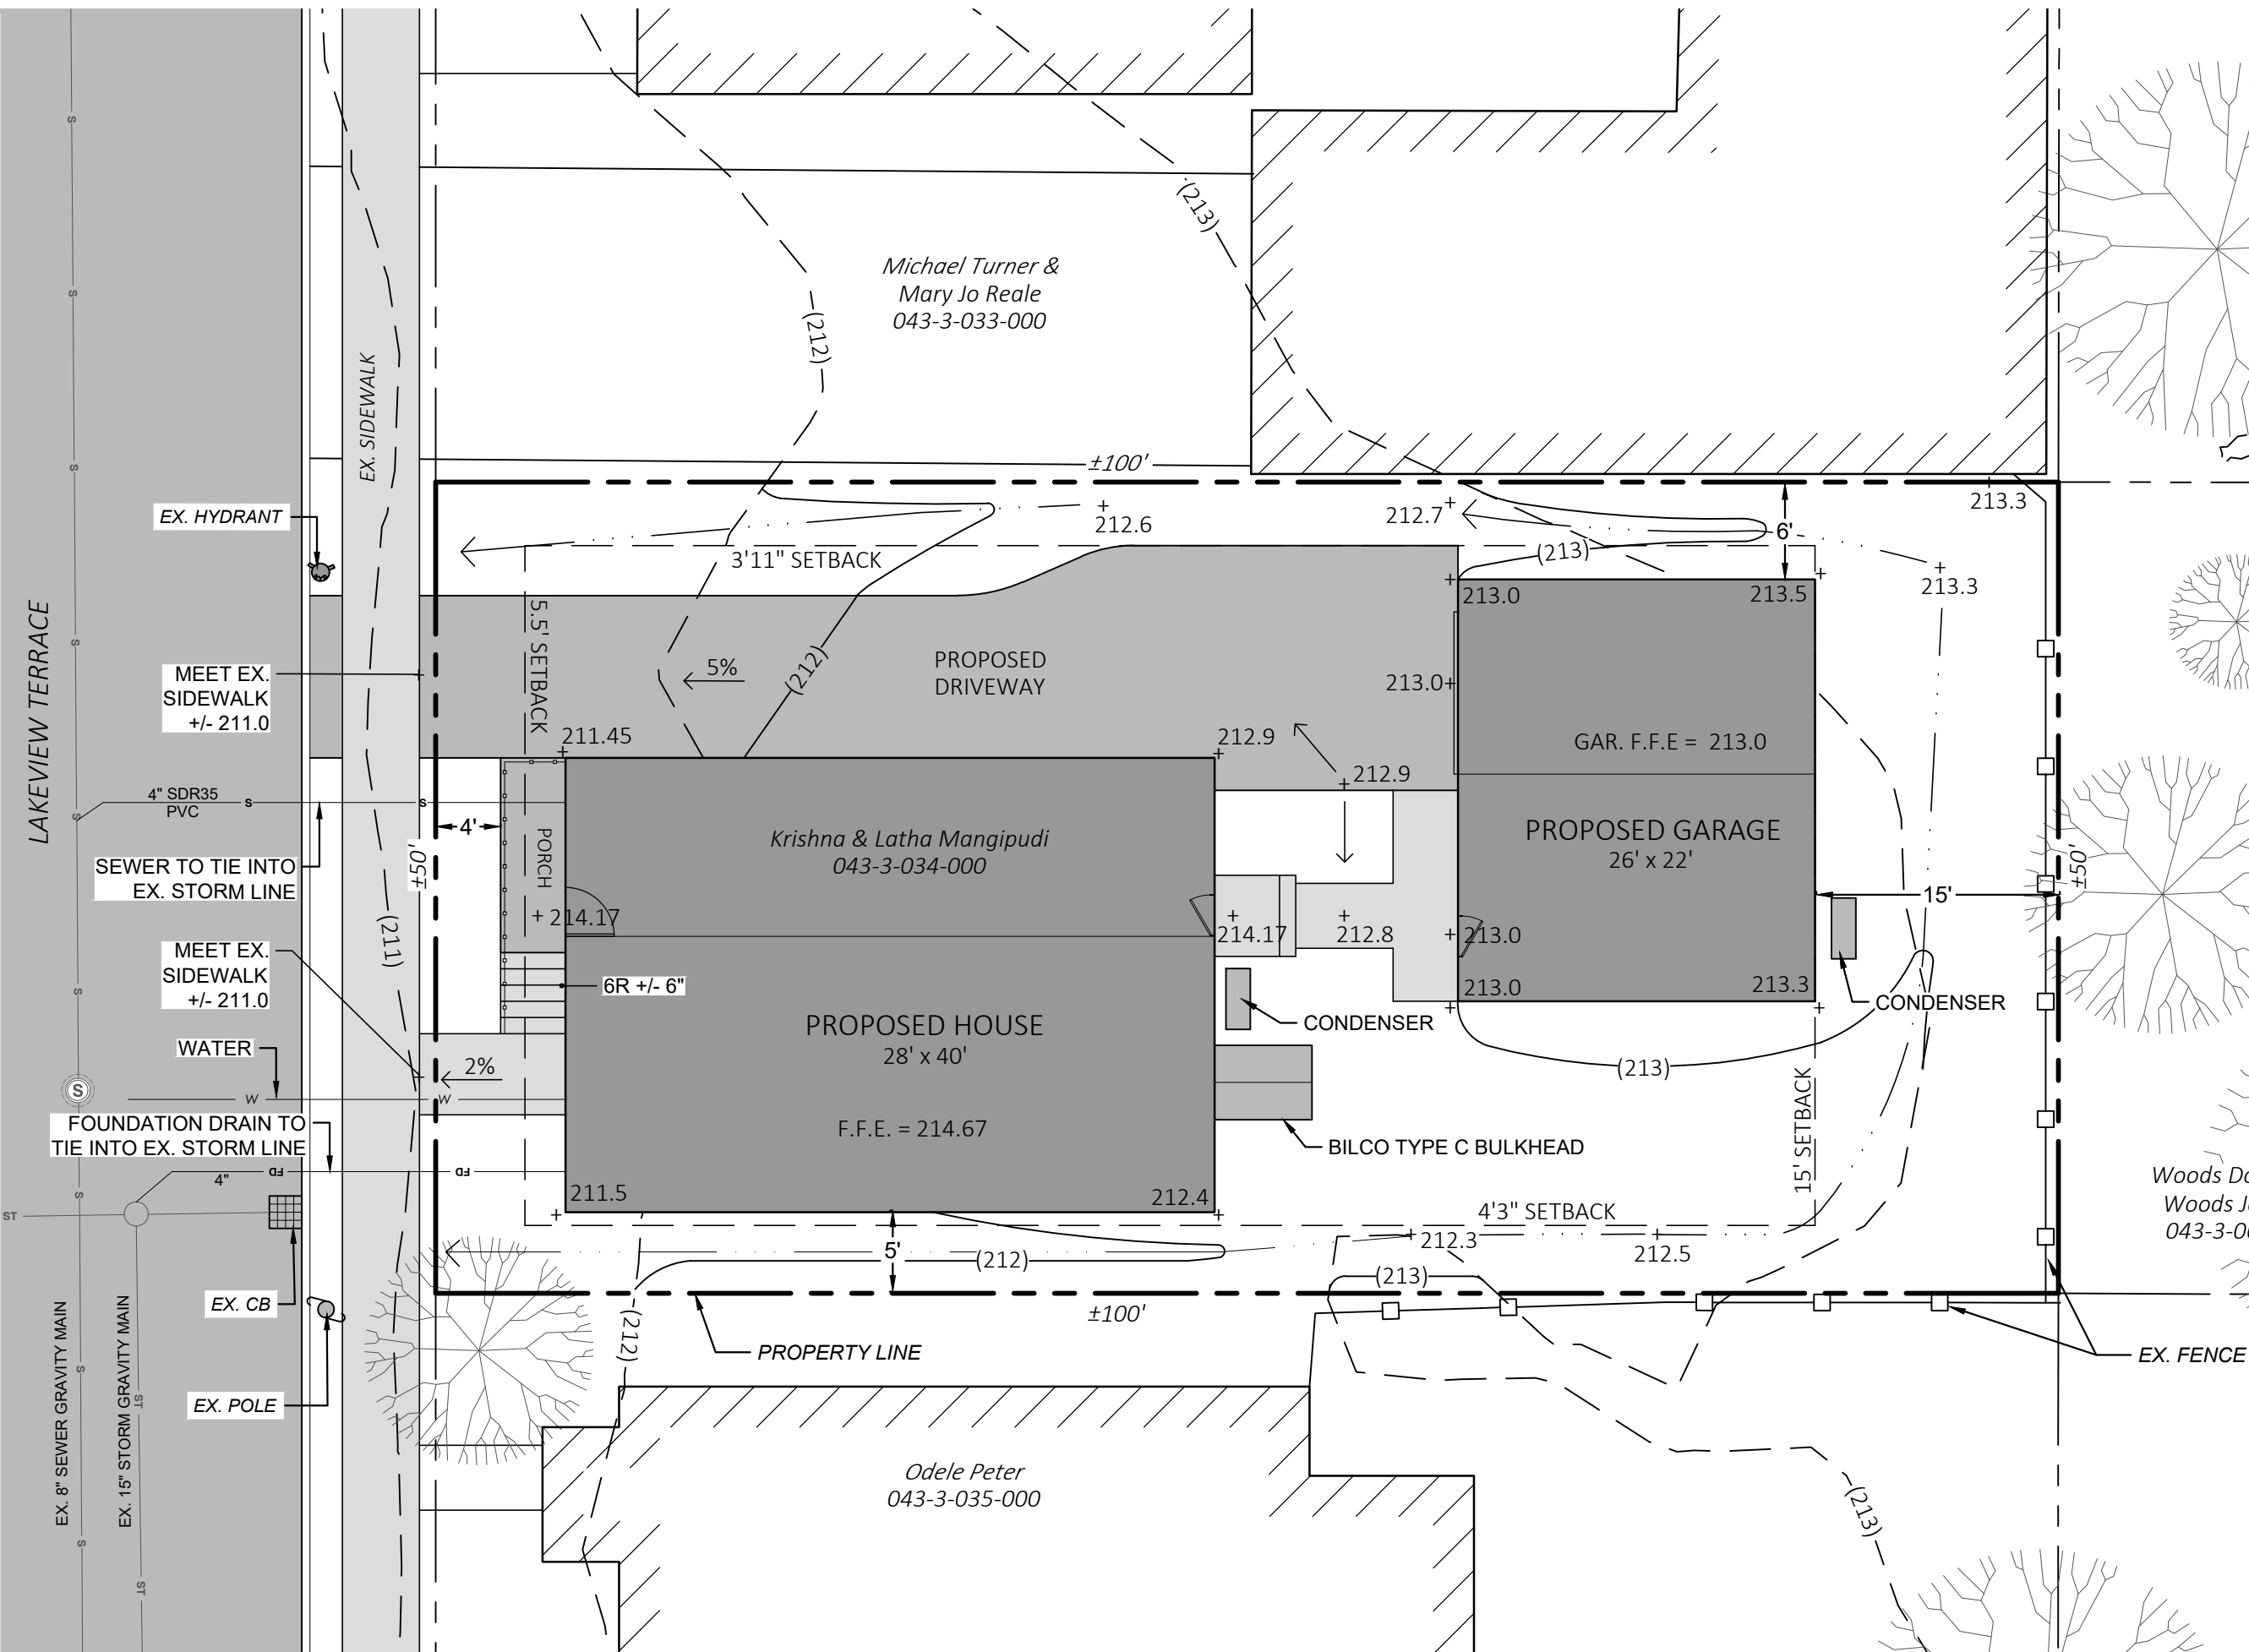 (213)
Michael Turner &
Mary Jo Reale
043-3-033-000
(212)
EX. SIDEWALK
±100'
EX. HYDRANT
212.6
212.7
213.3
6'
3'11" SETBACK
(213)
213.3
213.0
213.5
5.5' SETBACK
LAKEVIEW TERRACE
MEET EX.
SIDEWALK
+/- 211.0
5%
(212)
PROPOSED
DRIVEWAY
213.0
211.45
212.9
212.9
GAR. F.F.E = 213.0
4" SDR35
PVC
S
S
4'
PORCH
Krishna & Latha Mangipudi
043-3-034-000
PROPOSED GARAGE
26' x 22'
SEWER TO TIE INTO
EX. STORM LINE
±50'
±50'
15'
214.17
214.17
212.8
213.0
(211)
MEET EX.
SIDEWALK
+/- 211.0
6R +/- 6"
213.0
213.3
CONDENSER
CONDENSER
PROPOSED HOUSE
28' x 40'
WATER
2%
(213)
S
W
W
FOUNDATION DRAIN TO
TIE INTO EX. STORM LINE
F.F.E. = 214.67
BILCO TYPE C BULKHEAD
15' SETBACK
4"
FD
FD
211.5
212.4
4'3" SETBACK
Woods
Woods
ST
5'
(212)
212.3
212.5
(213)
EX. CB
±100'
(212)
PROPERTY LINE
EX. FENCE
EX. POLE
EX. 8" SEWER GRAVITY MAIN
EX. 15" STORM GRAVITY MAIN
ST
ST
Odele Peter
043-3-035-000
(213)